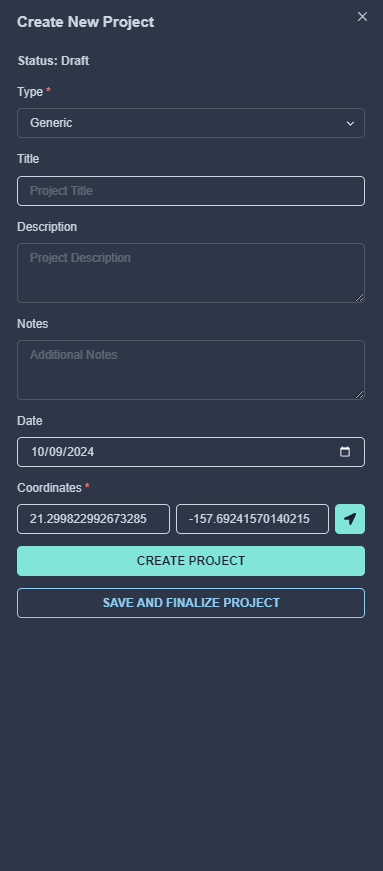 Create New Project
Status: Draft
Type *
Generic
Title
Project Title
Description
Project Description
Notes
Additional Notes
Date
10/09/2024
Coordinates *
21.299822992673285 -157.69241570140215
CREATE PROJECT
SAVE AND FINALIZE PROJECT